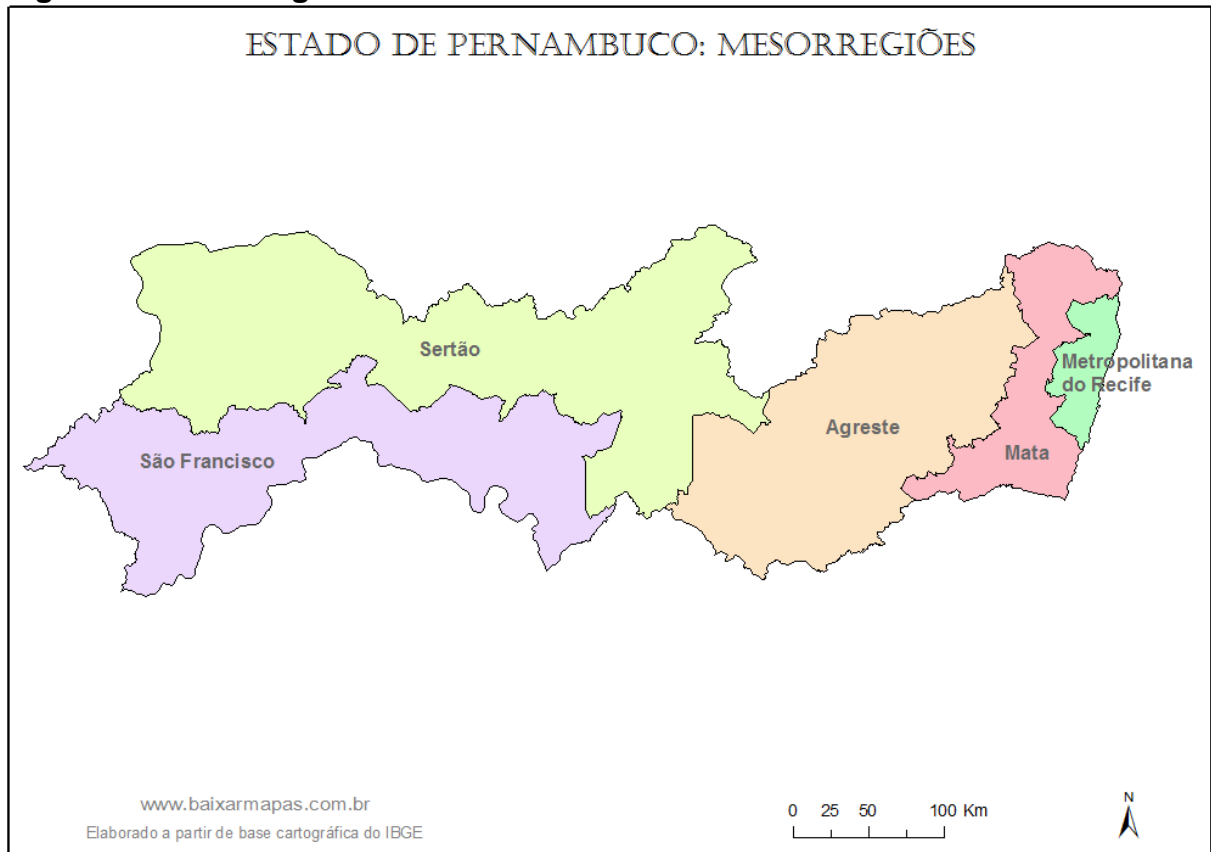 ESTADO DE PERNAMBUCO: MESORREGIÕES
Sertão
Metropolitana
do Recife
Agreste
Mata
São Francisco
www.baixarmapas.com.br
Elaborado a partir de base cartográfica do IBGE
0 25 50 100 Km
N